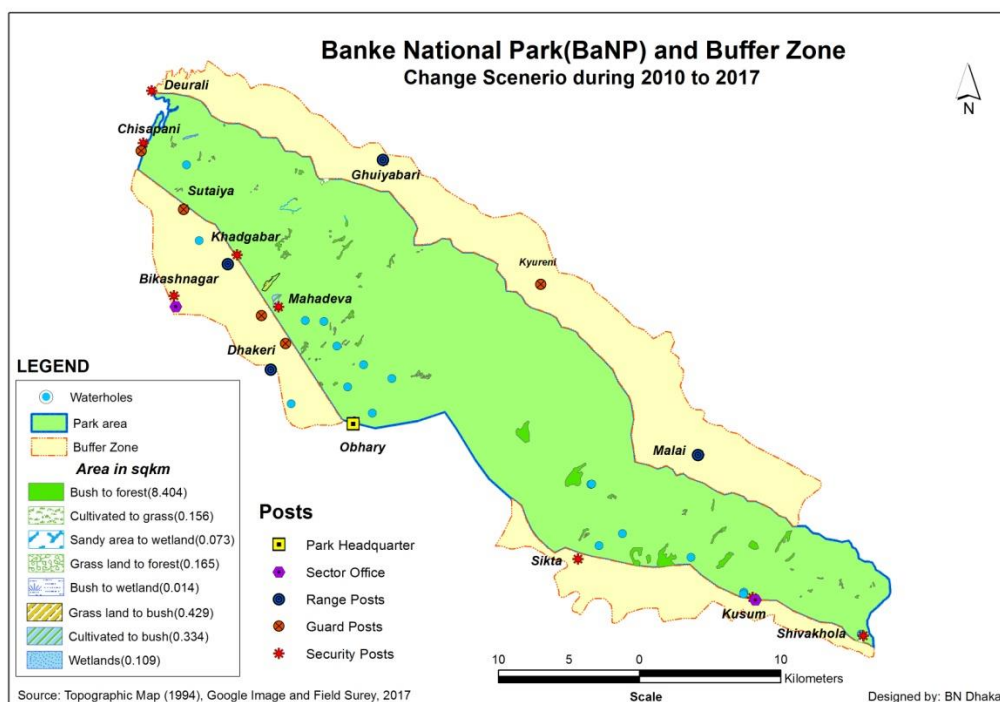 Banke National Park(BaNP) and Buffer Zone
Change Scenerio during 2010 to 2017
N
Deurali
Chisapani
Ghuiyabari
Sutaiya
Khadgabar
Kyureni
Bikashnagar
Mahadeva
Dhakeri
Obhary
Malai
Sikta
Kusum
Shivakhola
LEGEND
Waterholes
Park area
Buffer Zone
Area in sqkm
Bush to forest(8.404)
Cultivated to grass(0.156)
Sandy area to wetland(0.073)
Grass land to forest(0.165)
Bush to wetland(0.014)
Grass land to bush(0.429)
Cultivated to bush(0.334)
Wetlands(0.109)
Posts
Park Headquarter
Sector Office
Range Posts
Guard Posts
Security Posts
10 5 0 10
Kilometers
Scale
Source: Topographic Map (1994), Google Image and Field Surey, 2017
Designed by: BN Dhaka